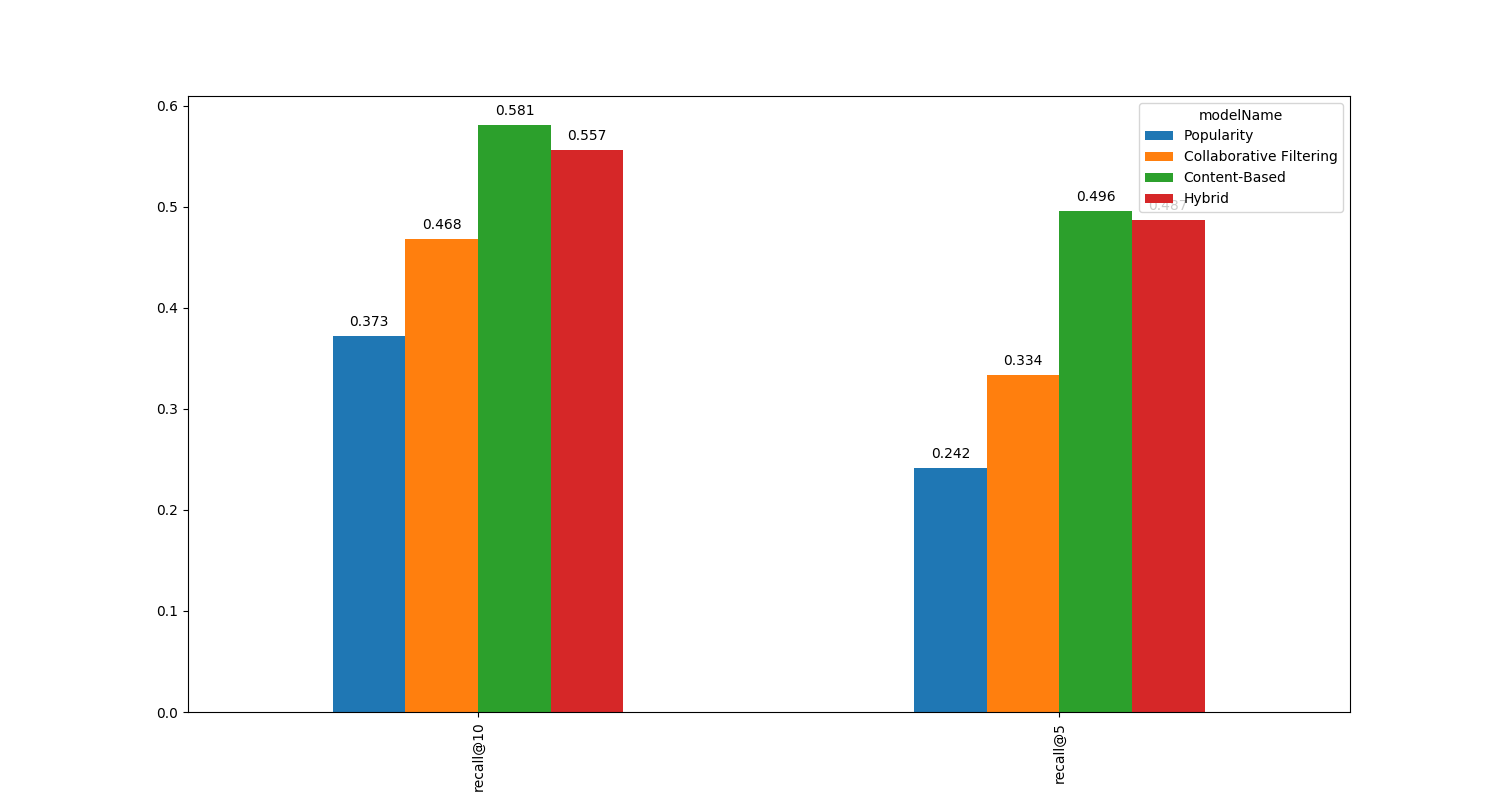 0.6
0.5
0.4
0.3
0.2
0.1
0.0
0.373
0.468
0.581
0.557
0.242
0.334
0.496
0.487
modelName
Popularity
Collaborative Filtering
Content-Based
Hybrid
recall@10
recall@5